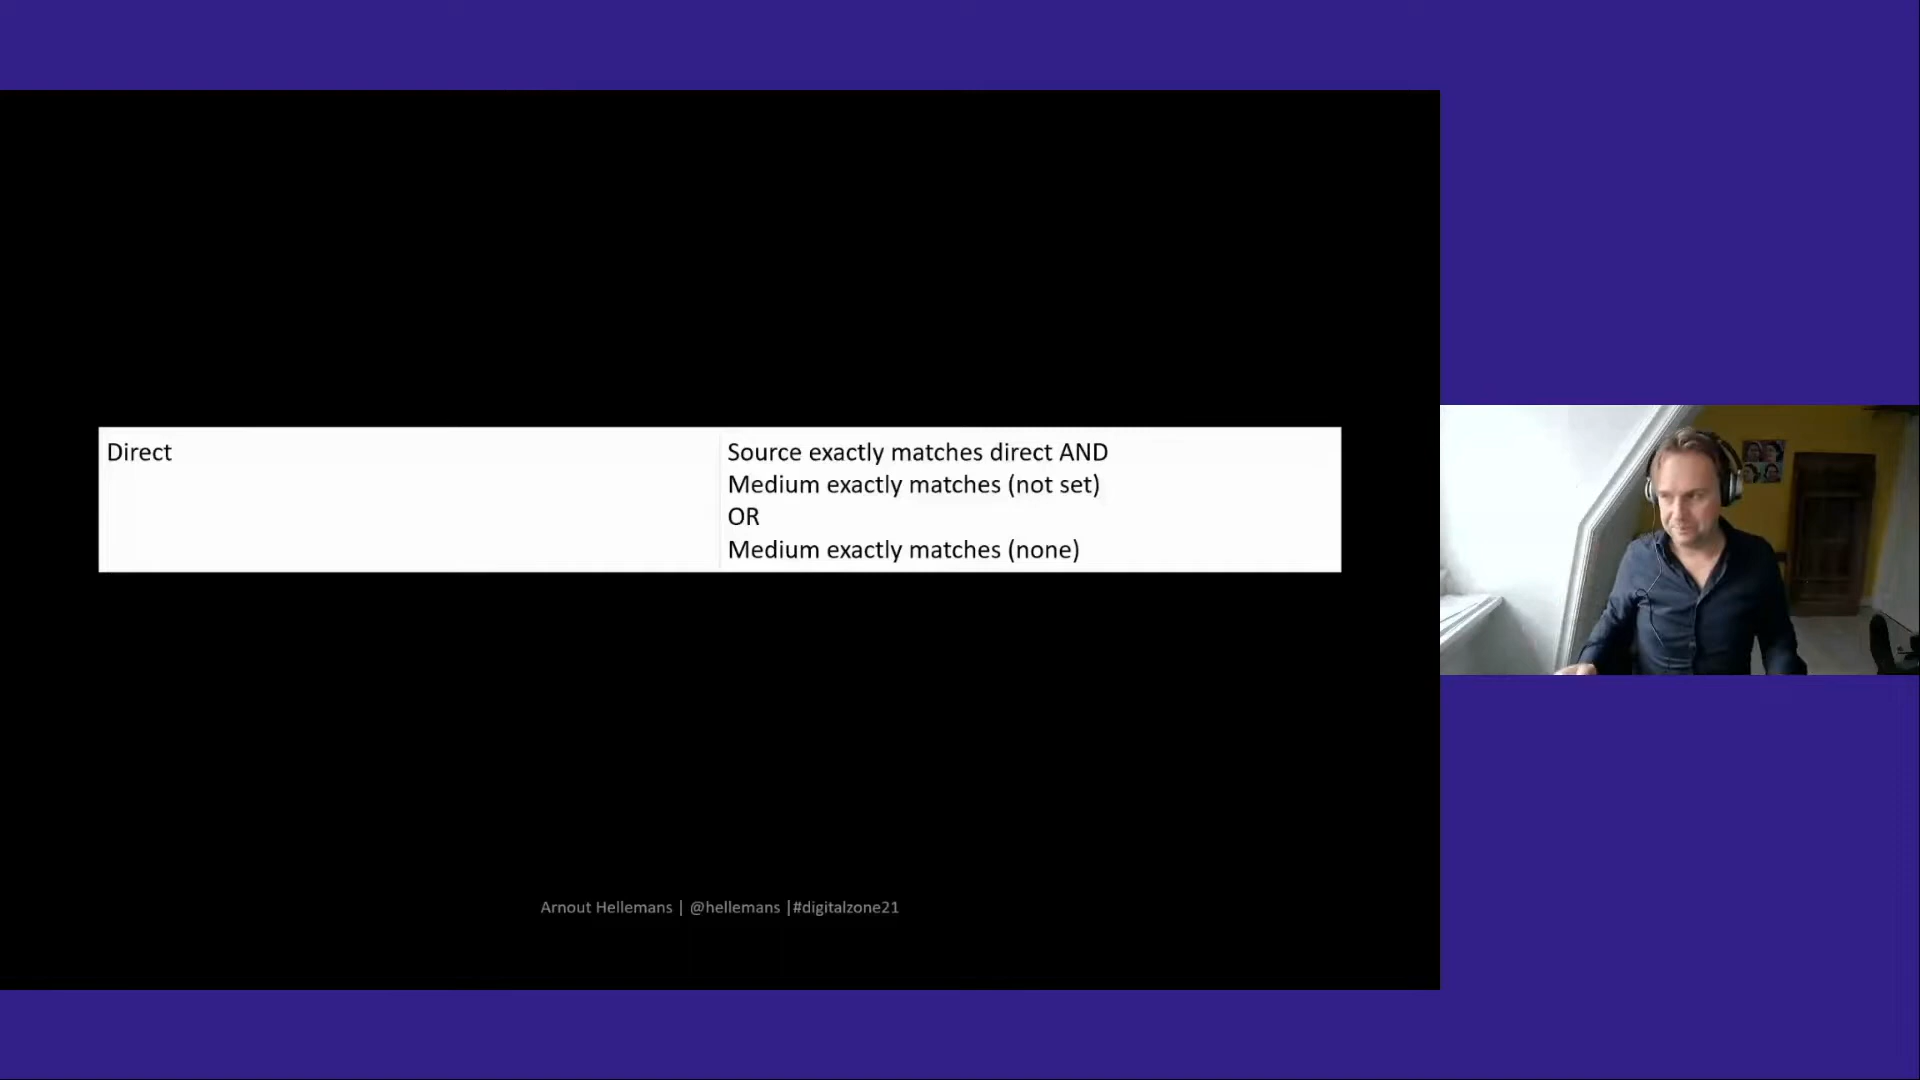 Direct
Source exactly matches direct AND
Medium exactly matches (not set)
OR
Medium exactly matches (none)
Arnout Hellemans | @hellemans |#digitalzone21